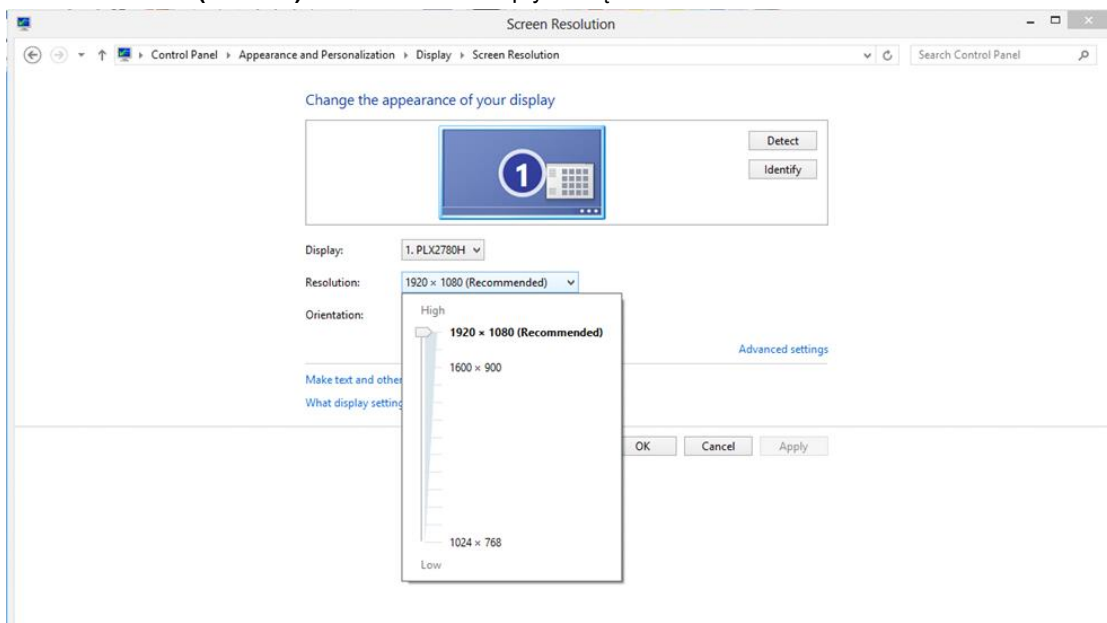 Screen Resolution
Control Panel ▸ Appearance and Personalization ▸ Display ▸ Screen Resolution
Search Control Panel
Change the appearance of your display
1
Detect
Identify
Display: 1. PLX2780H
Resolution: 1920 × 1080 (Recommended)
Orientation:
High
1920 × 1080 (Recommended)
1600 × 900
1024 × 768
Low
Advanced settings
Make text and other
What display setting
OK Cancel Apply